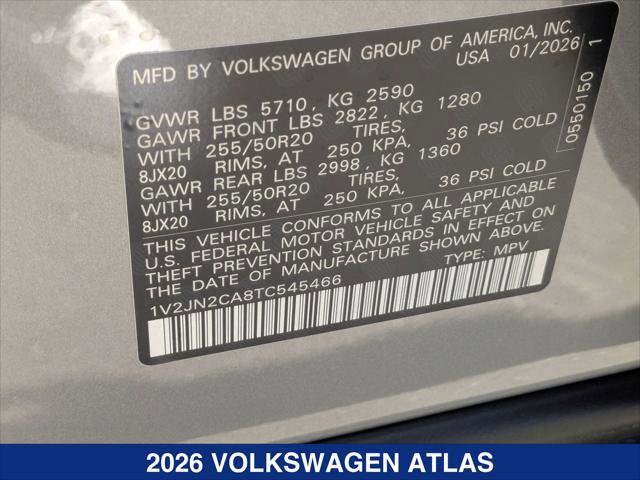 MFD BY VOLKSWAGEN GROUP OF AMERICA, INC.
USA 01/2026
GVWR LBS 5710, KG 2590
GAWR FRONT LBS 2822, KG 1280
WITH 255/50R20 TIRES,
8JX20 RIMS, AT 250 KPA, 36 PSI COLD
GAWR REAR LBS 2998, KG 1360
WITH 255/50R20 TIRES,
8JX20 RIMS, AT 250 KPA, 36 PSI COLD
THIS VEHICLE CONFORMS TO ALL APPLICABLE
U.S. FEDERAL MOTOR VEHICLE SAFETY AND
THEFT PREVENTION STANDARDS IN EFFECT ON
THE DATE OF MANUFACTURE SHOWN ABOVE.
1V2JN2CA8TC545466 TYPE: MPV
0550150 1
2026 VOLKSWAGEN ATLAS